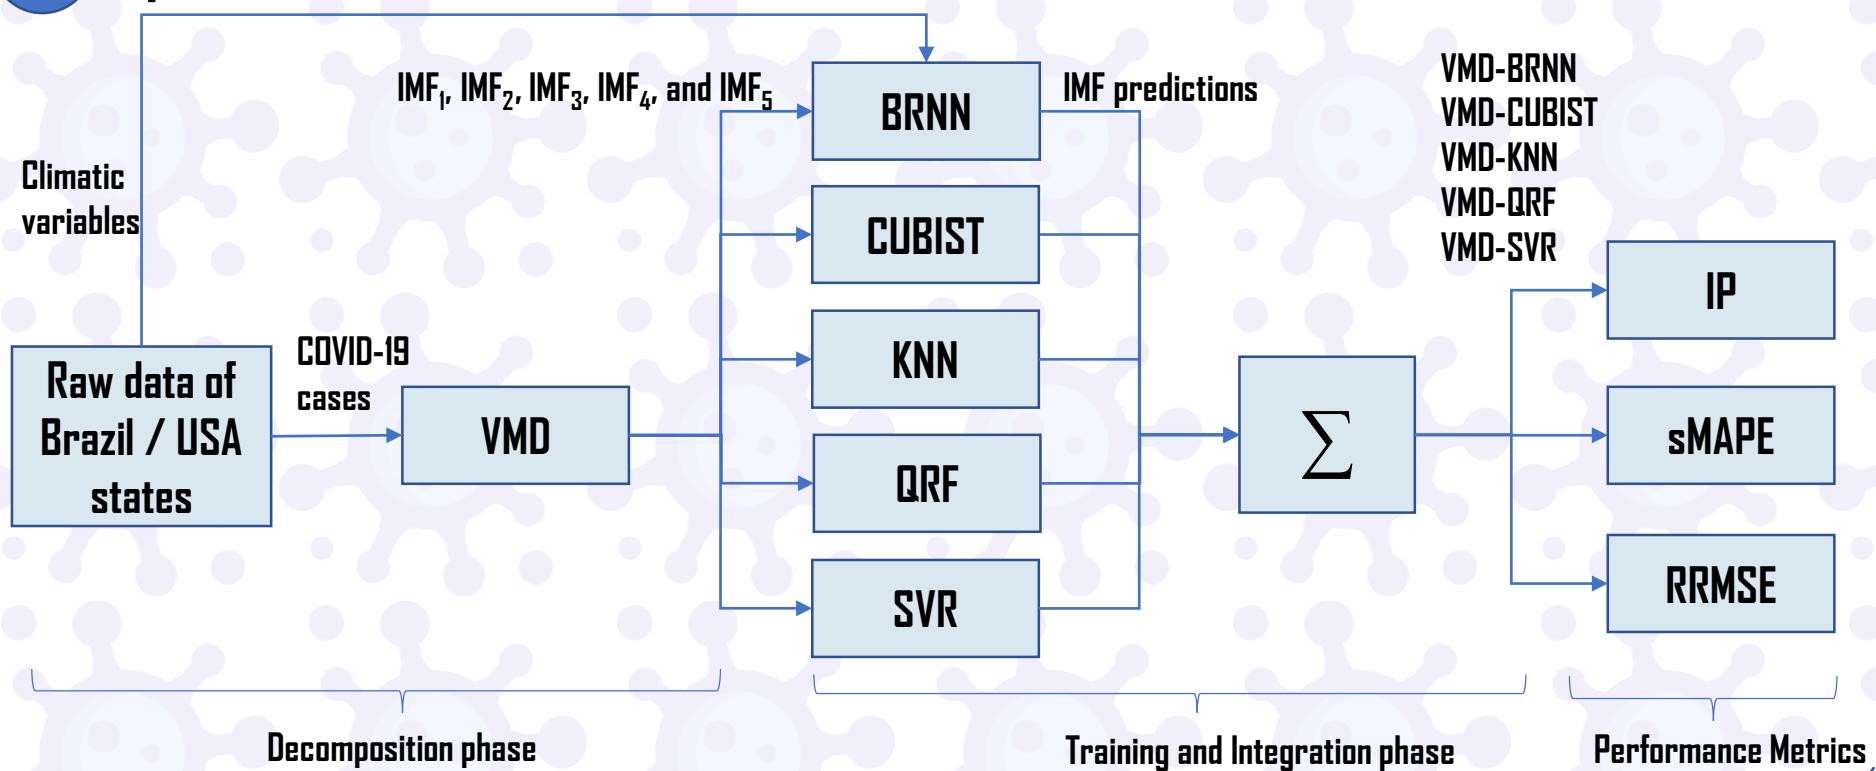 Climatic
variables
Raw data of
Brazil / USA
states
COVID-19
cases
VMD
IMF₁, IMF₂, IMF₃, IMF₄, and IMF₅
BRNN
CUBIST
KNN
QRF
SVR
IMF predictions
∑
VMD-BRNN
VMD-CUBIST
VMD-KNN
VMD-QRF
VMD-SVR
IP
sMAPE
RRMSE
Decomposition phase
Training and Integration phase
Performance Metrics